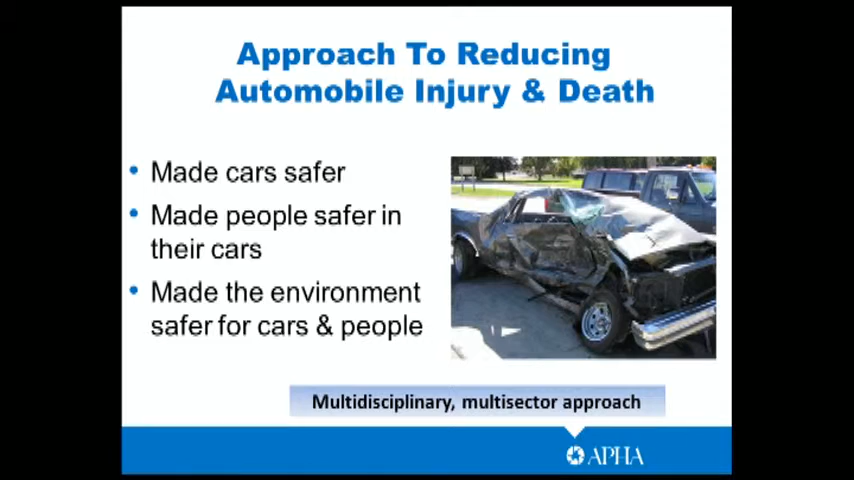 Approach To Reducing
Automobile Injury & Death
• Made cars safer
• Made people safer in
their cars
• Made the environment
safer for cars & people
Multidisciplinary, multisector approach
APHA